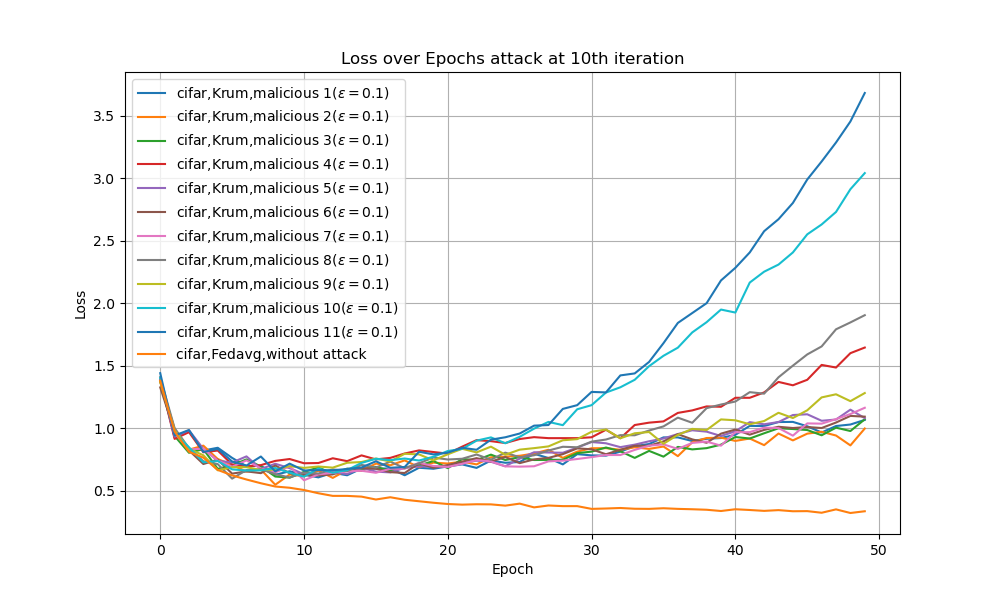 Loss over Epochs attack at 10th iteration
cifar,Krum,malicious 1(ε = 0.1)
cifar,Krum,malicious 2(ε = 0.1)
cifar,Krum,malicious 3(ε = 0.1)
cifar,Krum,malicious 4(ε = 0.1)
cifar,Krum,malicious 5(ε = 0.1)
cifar,Krum,malicious 6(ε = 0.1)
cifar,Krum,malicious 7(ε = 0.1)
cifar,Krum,malicious 8(ε = 0.1)
cifar,Krum,malicious 9(ε = 0.1)
cifar,Krum,malicious 10(ε = 0.1)
cifar,Krum,malicious 11(ε = 0.1)
cifar,Fedavg,without attack
Loss
3.5
3.0
2.5
2.0
1.5
1.0
0.5
0 10 20 30 40 50
Epoch